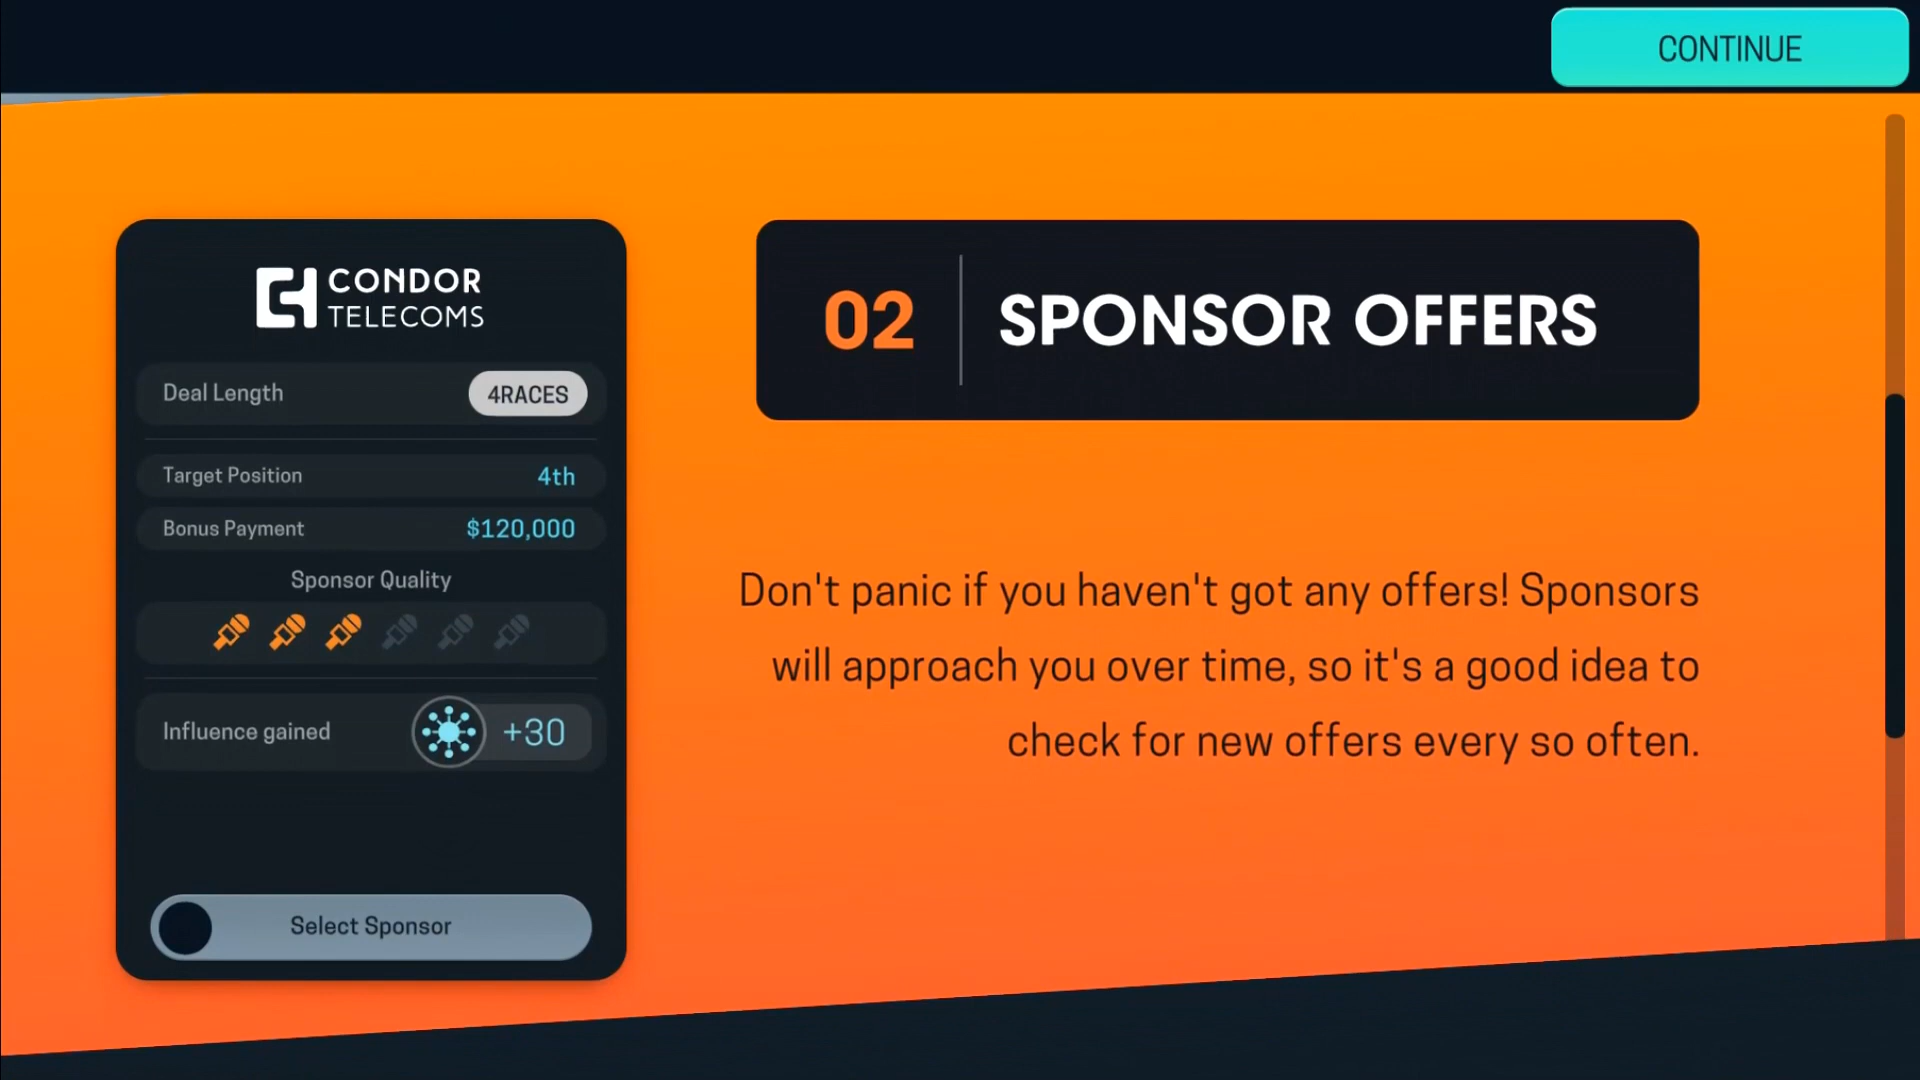 CONTINUE
CONDOR
TELECOMS
Deal Length
4RACES
Target Position
4th
Bonus Payment
$120,000
Sponsor Quality
Influence gained
+30
Select Sponsor
02
SPONSOR OFFERS
Don't panic if you haven't got any offers! Sponsors
will approach you over time, so it's a good idea to
check for new offers every so often.